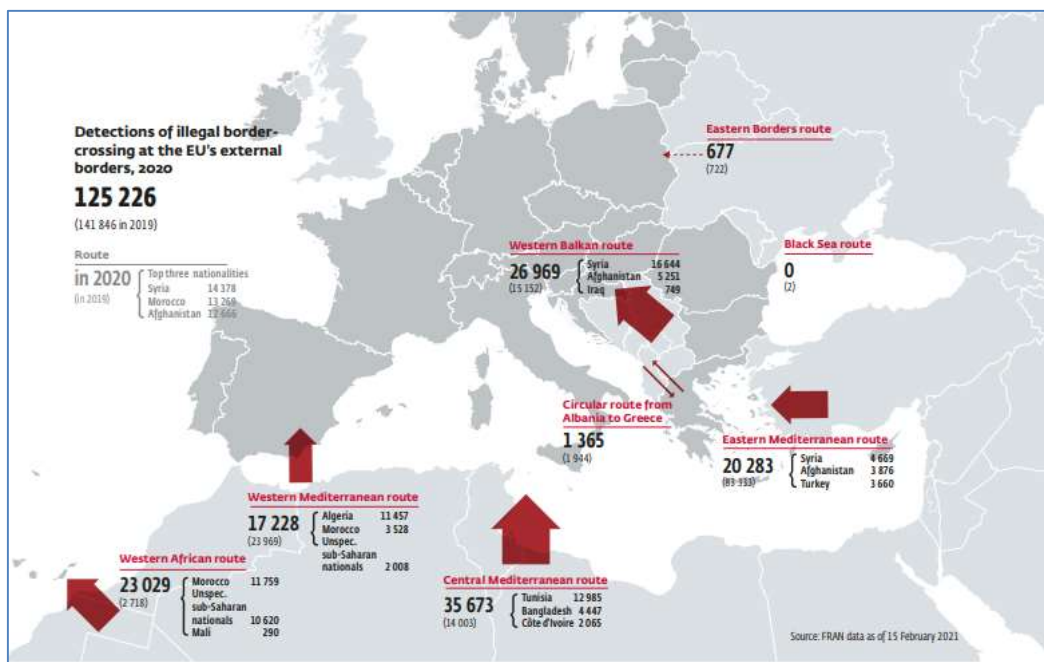 Detections of illegal border-
crossing at the EU's external
borders, 2020
125 226
(141 846 in 2019)
Route
in 2020
(in 2019)
Top three nationalities
Syria 14 378
Morocco 13 269
Afghanistan 12 666
Eastern Borders route
677
(722)
Western Balkan route
26 969
(15 152)
Syria 16 644
Afghanistan 5 251
Iraq 749
Black Sea route
0
(2)
Circular route from
Albania to Greece
1 365
(1 944)
Eastern Mediterranean route
20 283
(83 333)
Syria 4 669
Afghanistan 3 876
Turkey 3 660
Western Mediterranean route
17 228
(23 969)
Algeria 11 457
Morocco 3 528
Unspec.
sub-Saharan
nationals 2 008
Western African route
23 029
(2 718)
Morocco 11 759
Unspec.
sub-Saharan
nationals 10 620
Mali 290
Central Mediterranean route
35 673
(14 003)
Tunisia 12 985
Bangladesh 4 447
Côte d'Ivoire 2 065
Source: FRAN data as of 15 February 2021